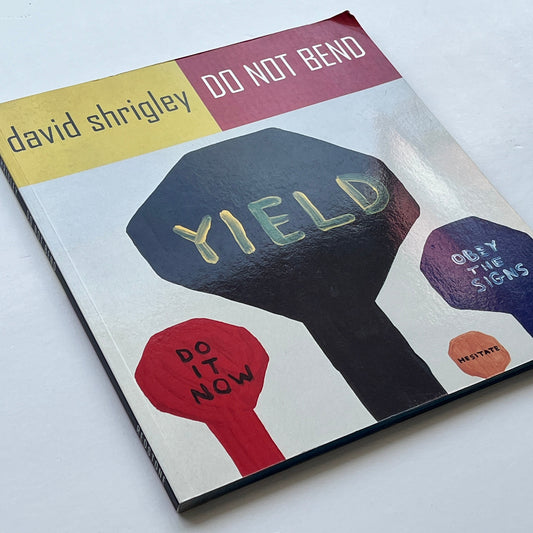 david shrigley
DO NOT BEND
YIELD
OBEY
THE
SIGNS
DO
IT
NOW
HESITATE